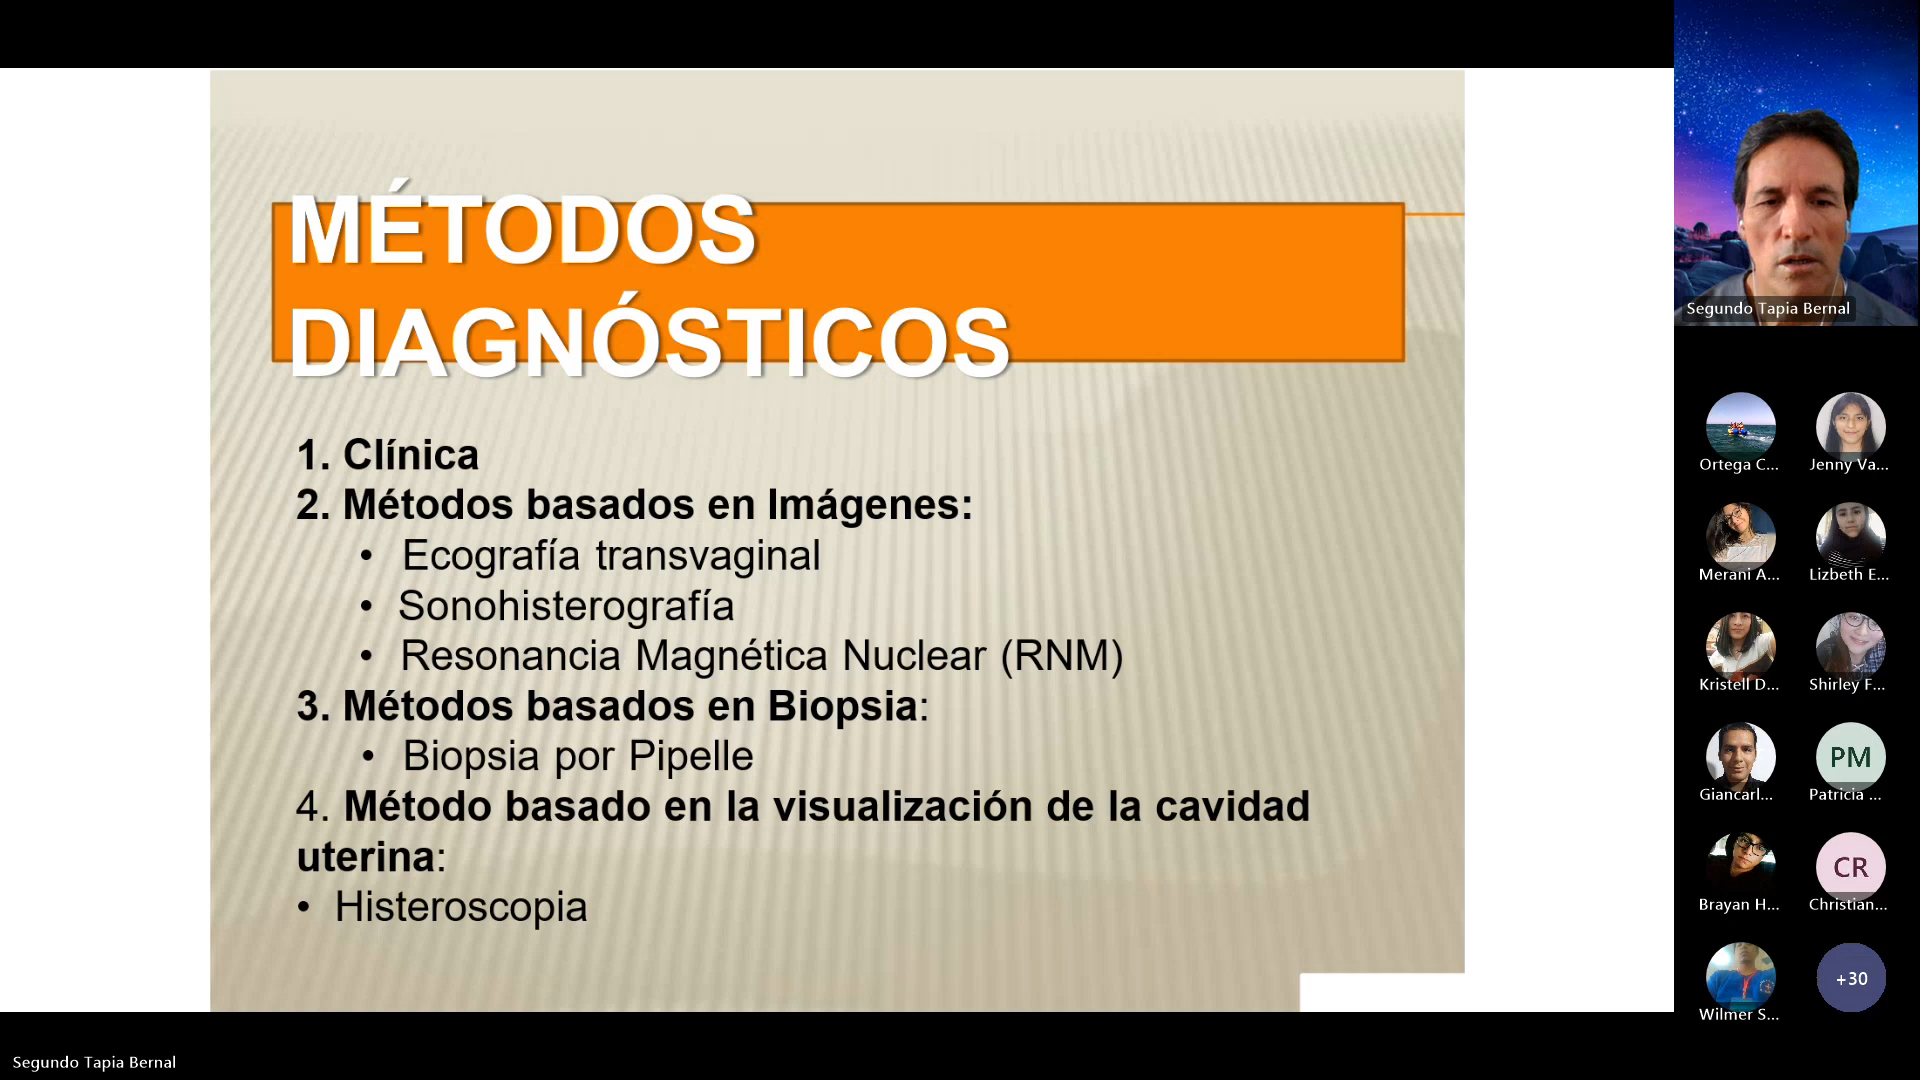 MÉTODOS
DIAGNÓSTICOS
1. Clínica
2. Métodos basados en Imágenes:
• Ecografía transvaginal
• Sonohisterografía
• Resonancia Magnética Nuclear (RNM)
3. Métodos basados en Biopsia:
• Biopsia por Pipelle
4. Método basado en la visualización de la cavidad
uterina:
• Histeroscopia
Segundo Tapia Bernal
Ortega C...
Jenny Va...
Merani A...
Lizbeth E...
Kristell D...
Shirley F...
Giancarl...
PM
Patricia ...
Brayan H...
CR
Christian...
Wilmer S...
+30
Segundo Tapia Bernal